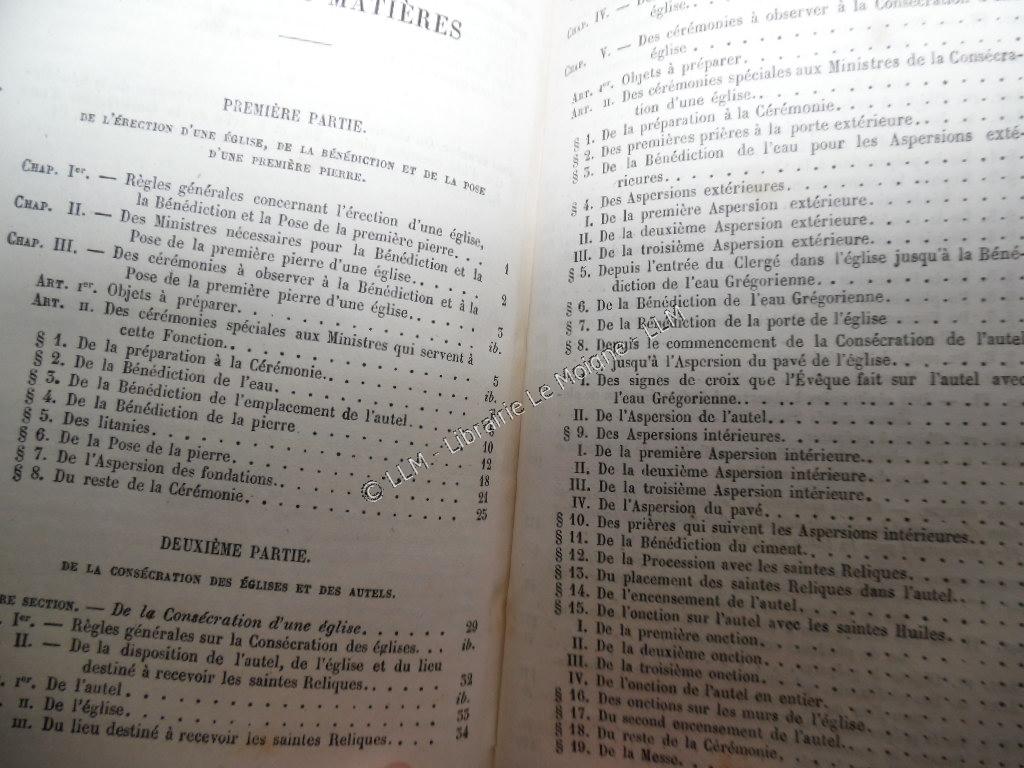 MATIÈRES
PREMIÈRE PARTIE.
DE L'ÉRECTION D'UNE ÉGLISE, DE LA BÉNÉDICTION ET DE LA POSE
D'UNE PREMIÈRE PIERRE.
CHAP. Ier. — Règles générales concernant l'érection d'une église,
la Bénédiction et la Pose de la première pierre. . . 1
CHAP. II. — Des Ministres nécessaires pour la Bénédiction et la
Pose de la première pierre d'une église. . . . . . 2
CHAP. III. — Des cérémonies à observer à la Bénédiction et à la
Pose de la première pierre d'une église. . . . . . 3
ART. Ier. Objets à préparer. . . . . . . . . . ib.
ART. II. Des cérémonies spéciales aux Ministres qui servent à
cette Fonction. . . . . . . . . . . 5
§ 1. De la préparation à la Cérémonie. . . . . . . ib.
§ 2. De la Bénédiction de l'eau. . . . . . . .
§ 3. De la Bénédiction de l'emplacement de l'autel. . . .
§ 4. De la Bénédiction de la pierre . . . . . . . 10
§ 5. Des litanies. . . . . . . . . . 12
§ 6. De la Pose de la pierre. . . . . . . . . 18
§ 7. De l'Aspersion des fondations. . . . . . . . 21
§ 8. Du reste de la Cérémonie. . . . . . . . . 25
DEUXIÈME PARTIE.
DE LA CONSÉCRATION DES ÉGLISES ET DES AUTELS.
RE SECTION. — De la Consécration d'une église. . . . . . 29
Ier. — Règles générales sur la Consécration des églises. . . ib.
II. — De la disposition de l'autel, de l'église et du lieu
destiné à recevoir les saintes Reliques. . . . . . 32
Ier. De l'autel . . . . . . . . . . ib.
II. De l'église. . . . . . . . . . . 33
III. Du lieu destiné à recevoir les saintes Reliques. . . . 34
CHAP. IV. — De
église. . . .
CHAP. V. — Des cérémonies à observer à la Consécration d'une
église . . . . . . . . . .
ART. Ier. Objets à préparer . . . . . . . .
ART. II. Des cérémonies spéciales aux Ministres de la Consécra-
tion d'une église. . . . . . . . . .
§ 1. De la préparation à la Cérémonie. . . . . . .
§ 2. Des premières prières à la porte extérieure. . . . .
§ 3. De la Bénédiction de l'eau pour les Aspersions exté-
rieures. . . . . . . . . . .
§ 4. Des Aspersions extérieures. . . . . . . .
I. De la première Aspersion extérieure. . . . . .
II. De la deuxième Aspersion extérieure. . . . . .
III. De la troisième Aspersion extérieure. . . . . .
§ 5. Depuis l'entrée du Clergé dans l'église jusqu'à la Béné-
diction de l'eau Grégorienne. . . . . . . .
§ 6. De la Bénédiction de l'eau Grégorienne. . . . . .
§ 7. De la Bénédiction de la porte de l'église . . . . .
§ 8. Depuis le commencement de la Consécration de l'autel
jusqu'à l'Aspersion du pavé de l'église. . . . . .
I. Des signes de croix que l'Évêque fait sur l'autel avec
l'eau Grégorienne. . . . . . . . . .
II. De l'Aspersion de l'autel. . . . . . . . .
§ 9. Des Aspersions intérieures. . . . . . . . .
I. De la première Aspersion intérieure. . . . . .
II. De la deuxième Aspersion intérieure. . . . . .
III. De la troisième Aspersion intérieure. . . . . .
IV. De l'Aspersion du pavé. . . . . . . . .
§ 10. Des prières qui suivent les Aspersions intérieures. . . .
§ 11. De la Bénédiction du ciment. . . . . . . .
§ 12. De la Procession avec les saintes Reliques. . . . .
§ 13. Du placement des saintes Reliques dans l'autel. . . .
§ 14. De l'encensement de l'autel. . . . . . . .
§ 15. De l'onction sur l'autel avec les saintes Huiles. . . .
I. De la première onction. . . . . . . . .
II. De la deuxième onction. . . . . . . . .
III. De la troisième onction. . . . . . . . .
IV. De l'onction de l'autel en entier. . . . . . .
§ 16. Des onctions sur les murs de l'église. . . . . .
§ 17. Du second encensement de l'autel. . . . . . .
§ 18. Du reste de la Cérémonie. . . . . . . . .
§ 19. De la Messe. . . . . . . . . .
© LLM - Librairie Le Moigne - LLM